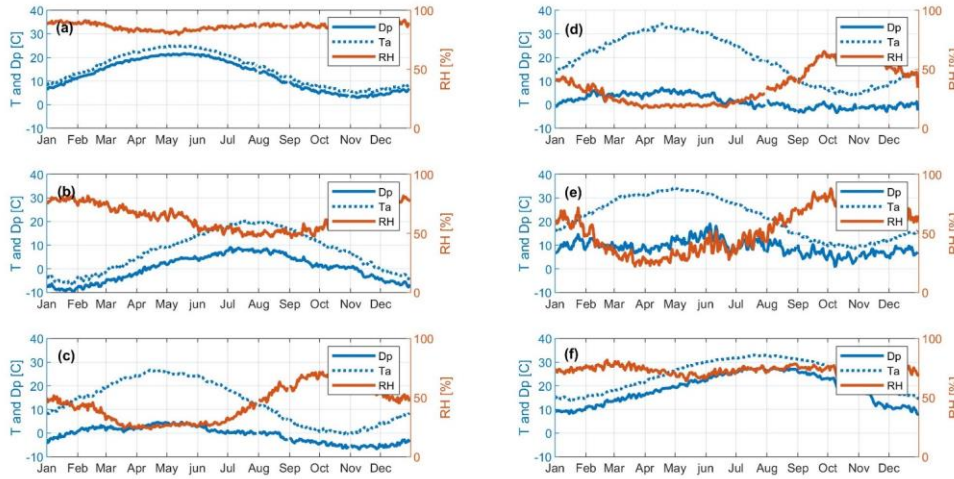 (a)
T and Dp [C]
40
30
20
10
0
-10
Jan Feb Mar Apr May jun Jul Aug Sep Oct Nov Dec
Dp
Ta
RH
100
50
0
RH [%]
(b)
T and Dp [C]
40
30
20
10
0
-10
Jan Feb Mar Apr May jun Jul Aug Sep Oct Nov Dec
Dp
Ta
RH
100
50
0
RH [%]
(c)
T and Dp [C]
40
30
20
10
0
-10
Jan Feb Mar Apr May jun Jul Aug Sep Oct Nov Dec
Dp
Ta
RH
100
50
0
RH [%]
(d)
T and Dp [C]
40
30
20
10
0
-10
Jan Feb Mar Apr May jun Jul Aug Sep Oct Nov Dec
Dp
Ta
RH
100
50
0
RH [%]
(e)
T and Dp [C]
40
30
20
10
0
-10
Jan Feb Mar Apr May Jun Jul Aug Sep Oct Nov Dec
Dp
Ta
RH
100
50
0
RH [%]
(f)
T and Dp [C]
40
30
20
10
0
-10
Jan Feb Mar Apr May Jun Jul Aug Sep Oct Nov Dec
Dp
Ta
RH
100
50
0
RH [%]